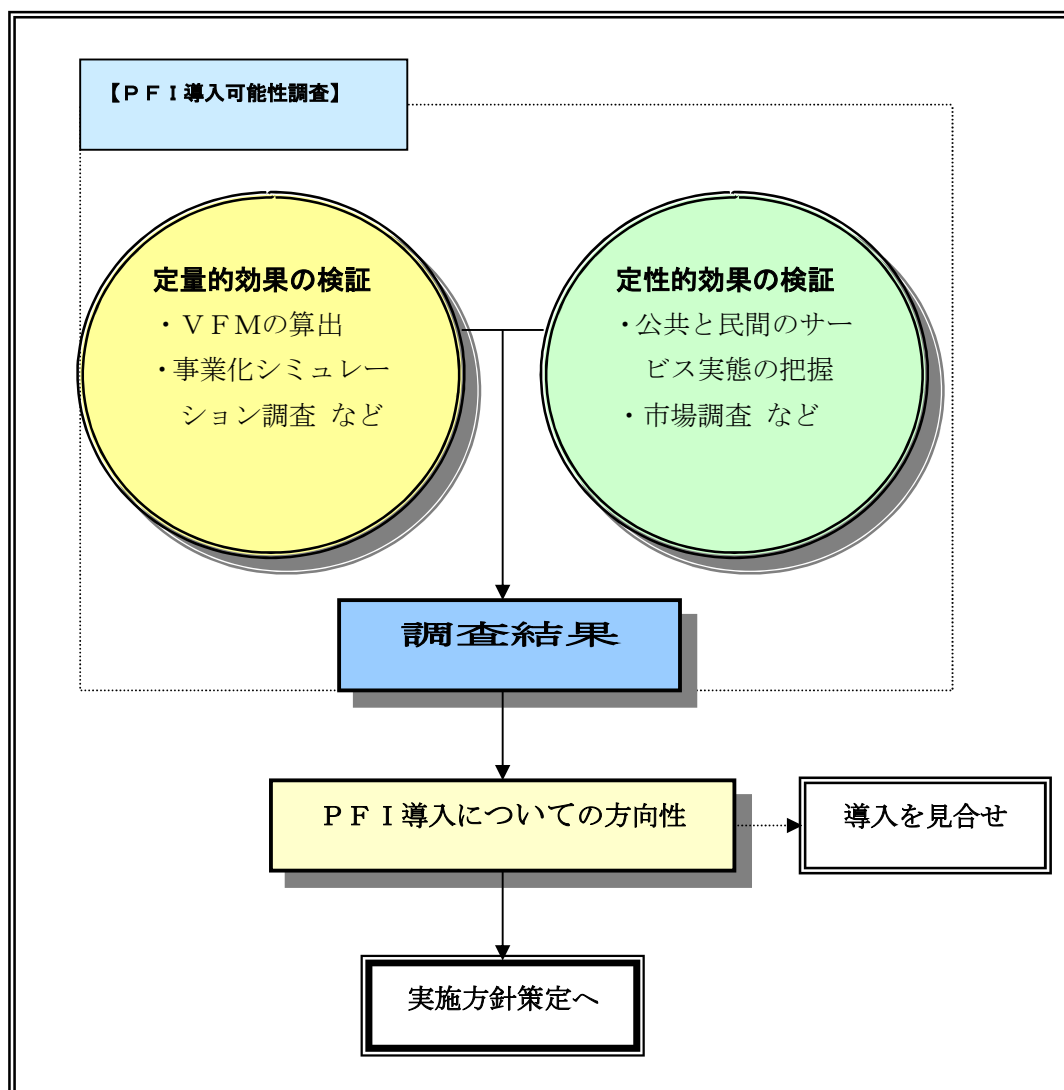 【ＰＦＩ導入可能性調査】
定量的効果の検証
・ＶＦＭの算出
・事業化シミュレー
ション調査 など
定性的効果の検証
・公共と民間のサー
ビス実態の把握
・市場調査 など
調査結果
ＰＦＩ導入についての方向性
導入を見合せ
実施方針策定へ